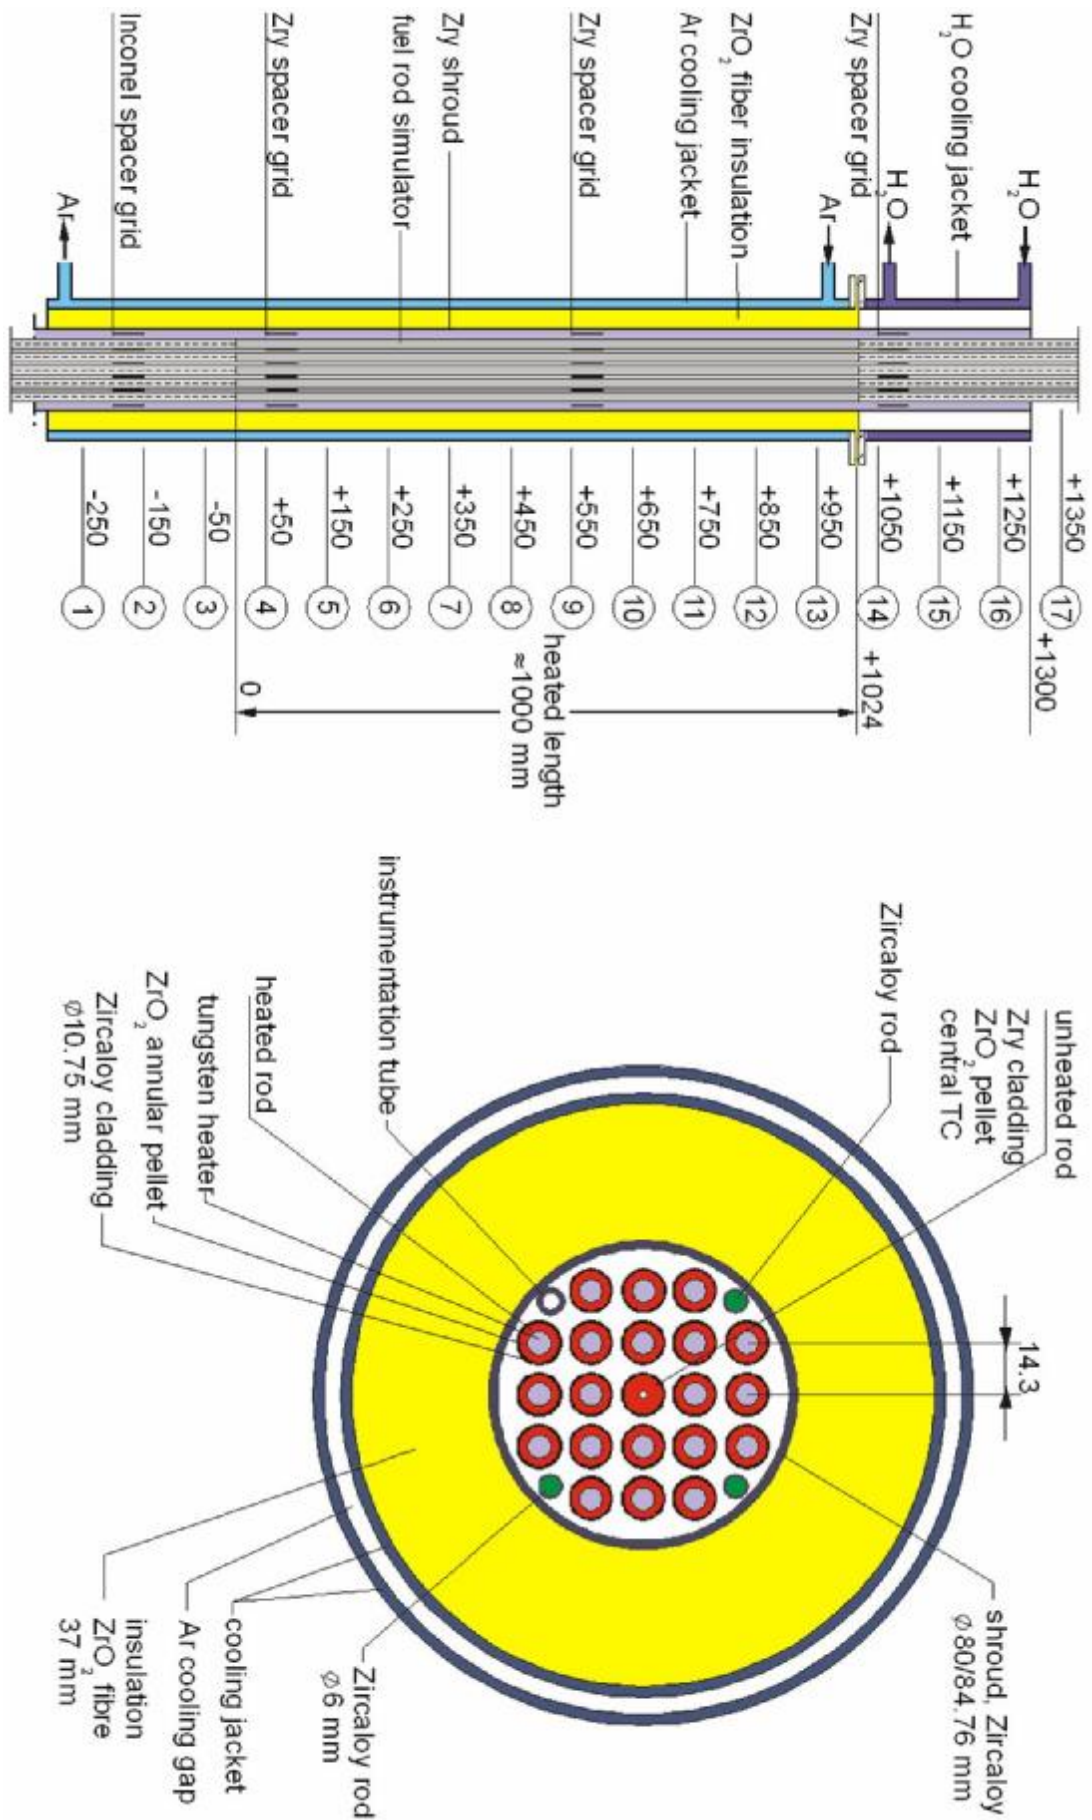 Inconel spacer grid
Zry spacer grid
fuel rod simulator
Zry shroud
Zry spacer grid
Ar cooling jacket
ZrO₂ fiber insulation
Zry spacer grid
H₂O cooling jacket
Ar
Ar
H₂O
H₂O
-250
-150
-50
+50
+150
+250
+350
+450
+550
+650
+750
+850
+950
+1050
+1150
+1250
+1350
1
2
3
4
5
6
7
8
9
10
11
12
13
14
15
16
17
0
+1024
+1300
heated length
≈1000 mm
unheated rod
Zry cladding
ZrO₂ pellet
central TC
Zircaloy rod
14.3
instrumentation tube
heated rod
tungsten heater
ZrO₂ annular pellet
Zircaloy cladding
Ø10.75 mm
shroud, Zircaloy
Ø 80/84.76 mm
Zircaloy rod
Ø6 mm
cooling jacket
Ar cooling gap
insulation
ZrO₂ fibre
37 mm